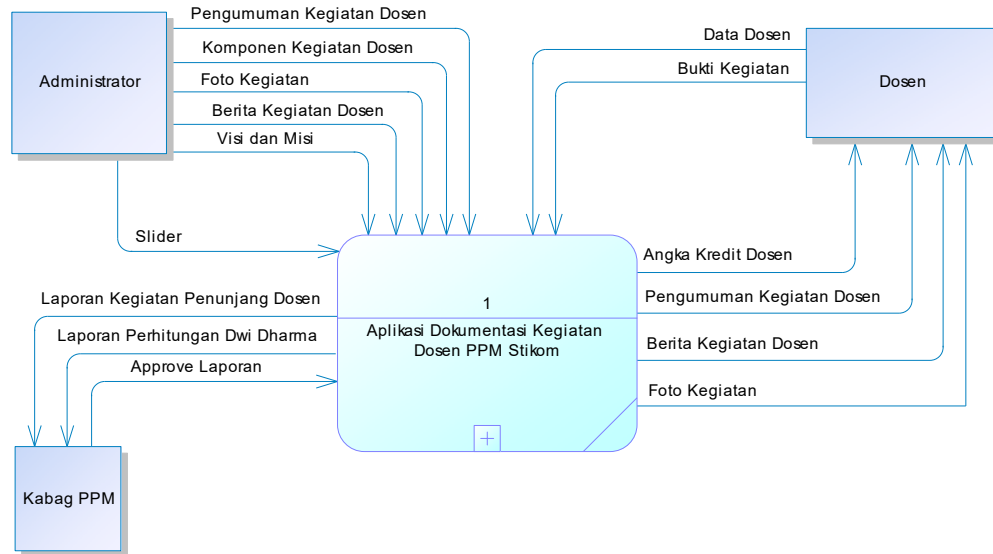 Pengumuman Kegiatan Dosen
Komponen Kegiatan Dosen
Foto Kegiatan
Berita Kegiatan Dosen
Visi dan Misi
Administrator
Slider
Data Dosen
Bukti Kegiatan
Dosen
1
Aplikasi Dokumentasi Kegiatan
Dosen PPM Stikom
Angka Kredit Dosen
Pengumuman Kegiatan Dosen
Berita Kegiatan Dosen
Foto Kegiatan
Laporan Kegiatan Penunjang Dosen
Laporan Perhitungan Dwi Dharma
Approve Laporan
Kabag PPM